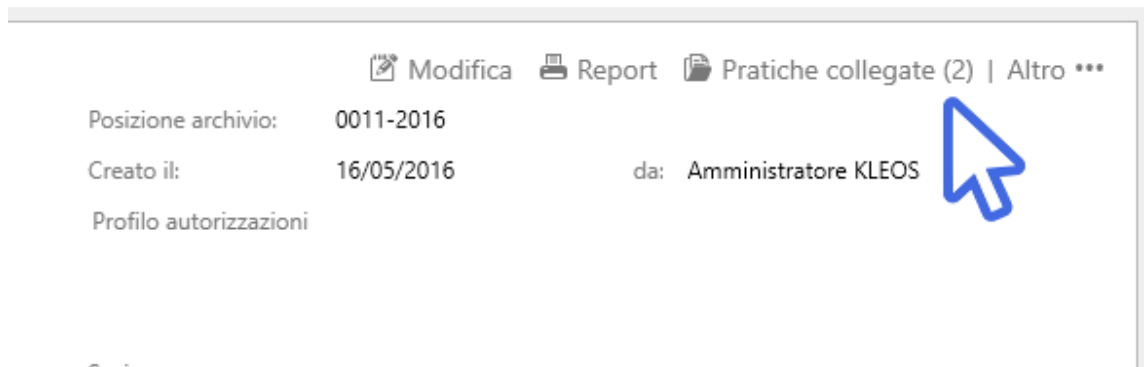 Modifica Report Pratiche collegate (2) | Altro •••
Posizione archivio: 0011-2016
Creato il: 16/05/2016 da: Amministratore KLEOS
Profilo autorizzazioni